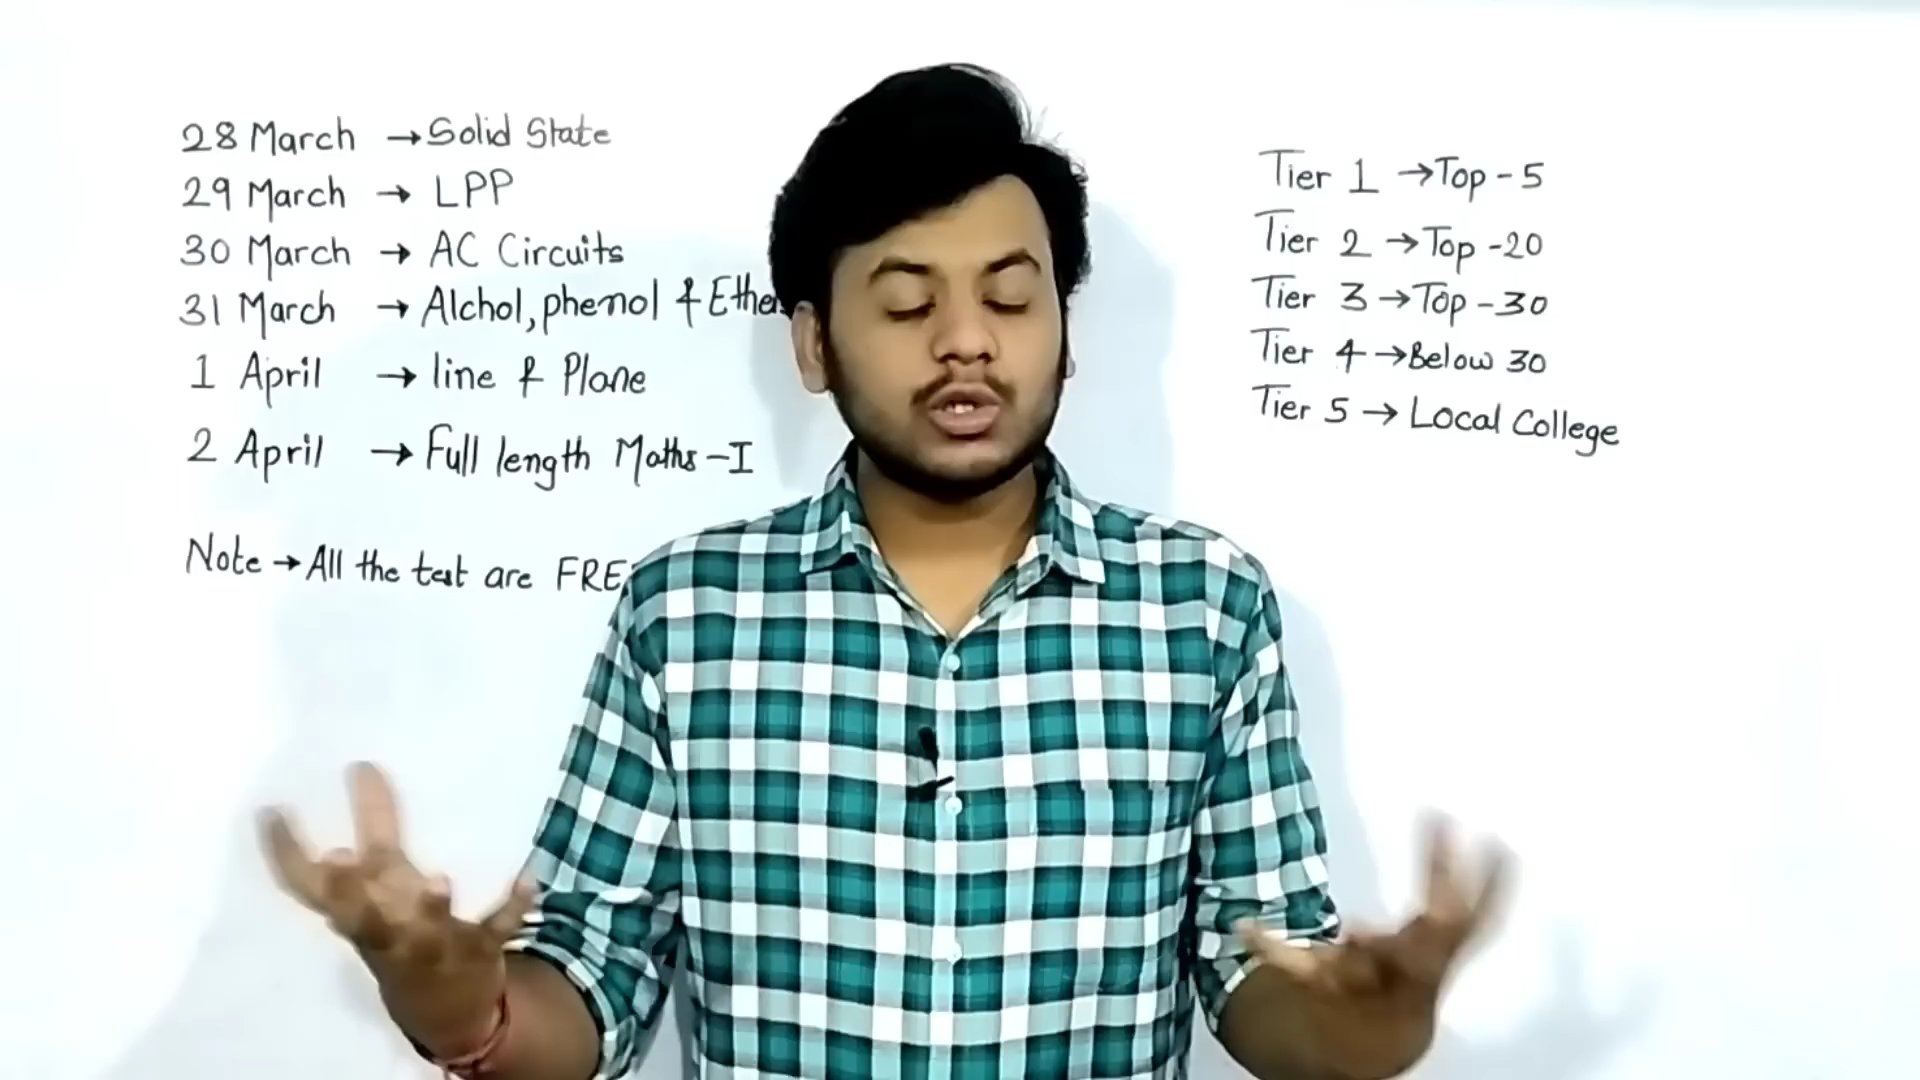 28 March → Solid State
29 March → LPP
30 March → AC Circuits
31 March → Alchol, phenol & Ether
1 April → line & Plane
2 April → Full length Maths-I
Note → All the test are FRE
Tier 1 → Top-5
Tier 2 → Top-20
Tier 3 → Top-30
Tier 4 → Below 30
Tier 5 → Local College